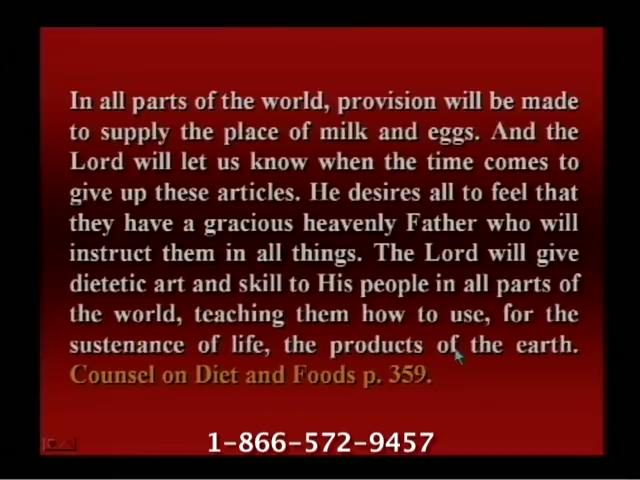 In all parts of the world, provision will be made
to supply the place of milk and eggs. And the
Lord will let us know when the time comes to
give up these articles. He desires all to feel that
they have a gracious heavenly Father who will
instruct them in all things. The Lord will give
dietetic art and skill to His people in all parts of
the world, teaching them how to use, for the
sustenance of life, the products of the earth.
Counsel on Diet and Foods p. 359.
1-866-572-9457